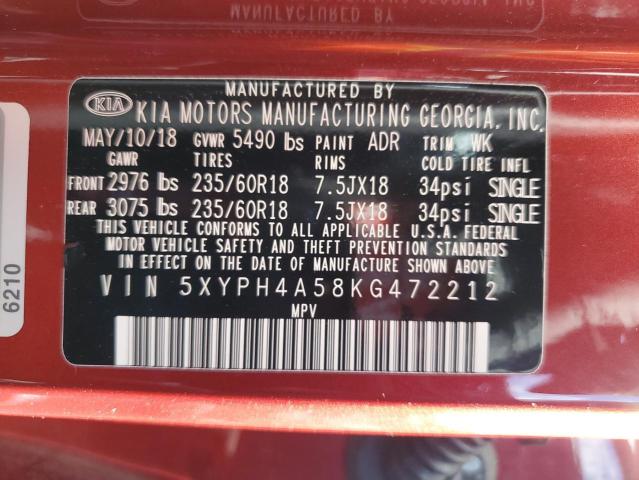 MANUFACTURED BY
KIA
KIA MOTORS MANUFACTURING GEORGIA, INC.
MAY/10/18 GVWR 5490 lbs PAINT ADR TRIM WK
GAWR TIRES RIMS COLD TIRE INFL
FRONT 2976 lbs 235/60R18 7.5JX18 34psi SINGLE
REAR 3075 lbs 235/60R18 7.5JX18 34psi SINGLE
THIS VEHICLE CONFORMS TO ALL APPLICABLE U.S.A. FEDERAL
MOTOR VEHICLE SAFETY AND THEFT PREVENTION STANDARDS
IN EFFECT ON THE DATE OF MANUFACTURE SHOWN ABOVE
VIN 5XYPH4A58KG472212
MPV
6210